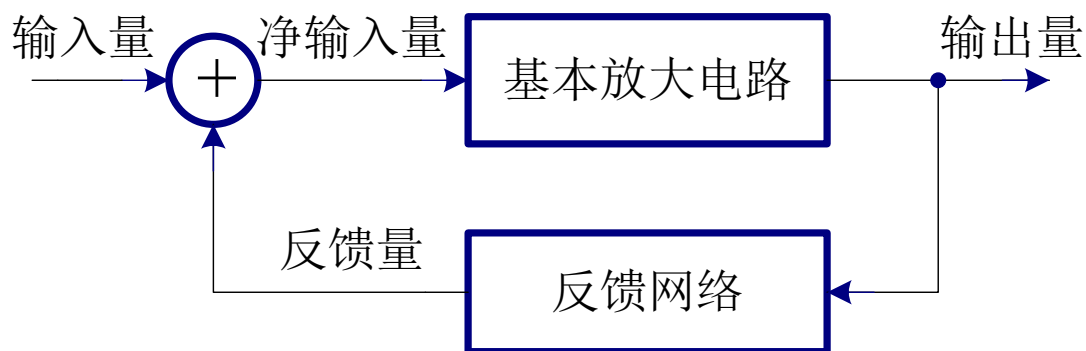 输入量
净输入量
基本放大电路
输出量
+
反馈量
反馈网络